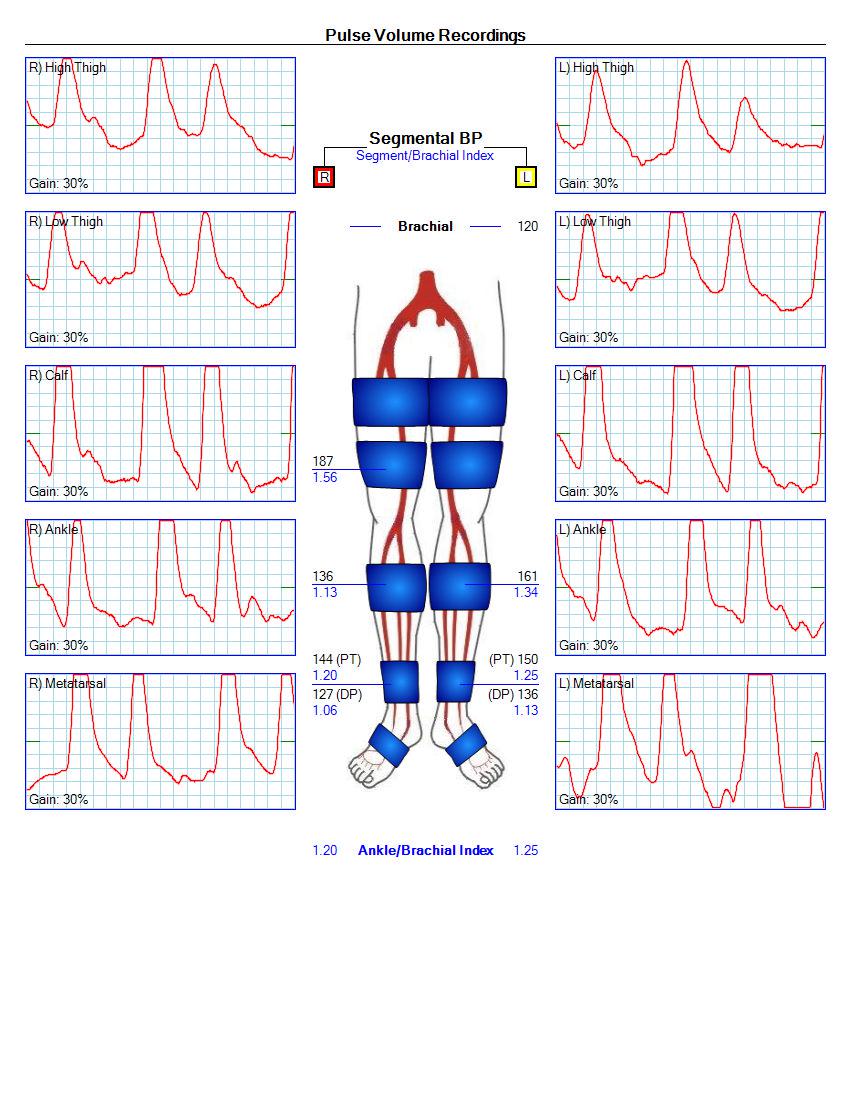 Pulse Volume Recordings
R) High Thigh
Gain: 30%
L) High Thigh
Gain: 30%
Segmental BP
Segment/Brachial Index
R
L
R) Low Thigh
Gain: 30%
Brachial 120
L) Low Thigh
Gain: 30%
R) Calf
Gain: 30%
187
1.56
L) Calf
Gain: 30%
R) Ankle
Gain: 30%
136
1.13
161
1.34
L) Ankle
Gain: 30%
144 (PT)
1.20
127 (DP)
1.06
(PT) 150
1.25
(DP) 136
1.13
R) Metatarsal
Gain: 30%
L) Metatarsal
Gain: 30%
1.20 Ankle/Brachial Index 1.25